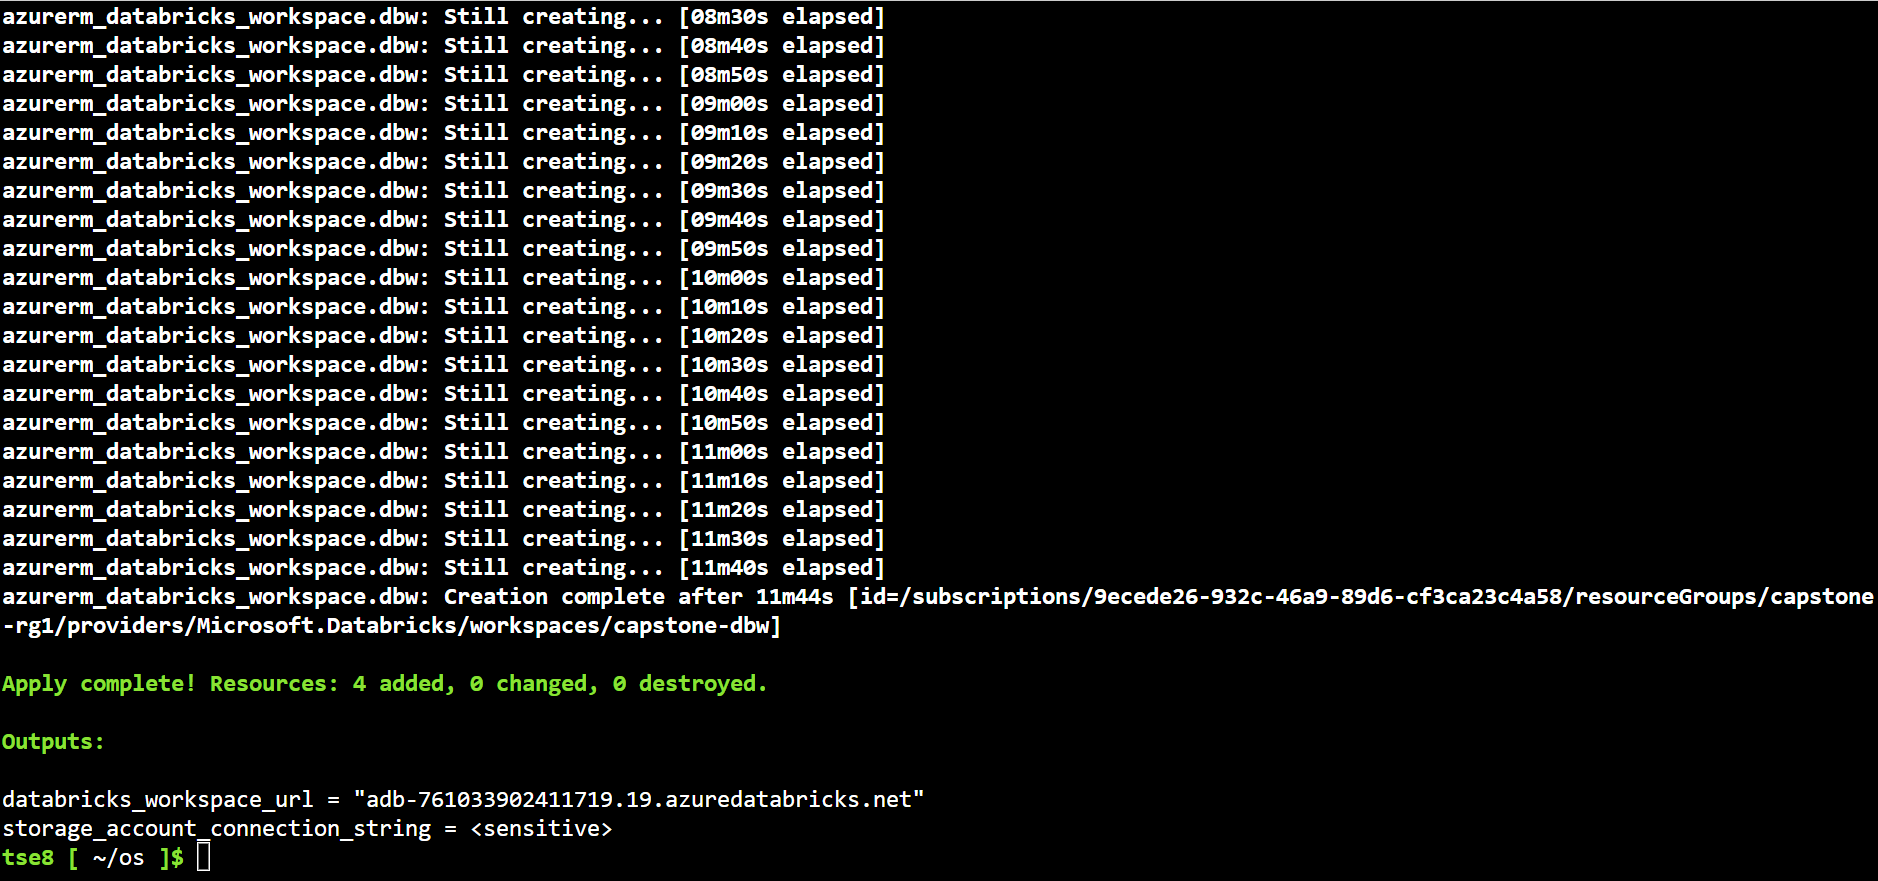 azurerm_databricks_workspace.dbw: Still creating... [08m30s elapsed]
azurerm_databricks_workspace.dbw: Still creating... [08m40s elapsed]
azurerm_databricks_workspace.dbw: Still creating... [08m50s elapsed]
azurerm_databricks_workspace.dbw: Still creating... [09m00s elapsed]
azurerm_databricks_workspace.dbw: Still creating... [09m10s elapsed]
azurerm_databricks_workspace.dbw: Still creating... [09m20s elapsed]
azurerm_databricks_workspace.dbw: Still creating... [09m30s elapsed]
azurerm_databricks_workspace.dbw: Still creating... [09m40s elapsed]
azurerm_databricks_workspace.dbw: Still creating... [09m50s elapsed]
azurerm_databricks_workspace.dbw: Still creating... [10m00s elapsed]
azurerm_databricks_workspace.dbw: Still creating... [10m10s elapsed]
azurerm_databricks_workspace.dbw: Still creating... [10m20s elapsed]
azurerm_databricks_workspace.dbw: Still creating... [10m30s elapsed]
azurerm_databricks_workspace.dbw: Still creating... [10m40s elapsed]
azurerm_databricks_workspace.dbw: Still creating... [10m50s elapsed]
azurerm_databricks_workspace.dbw: Still creating... [11m00s elapsed]
azurerm_databricks_workspace.dbw: Still creating... [11m10s elapsed]
azurerm_databricks_workspace.dbw: Still creating... [11m20s elapsed]
azurerm_databricks_workspace.dbw: Still creating... [11m30s elapsed]
azurerm_databricks_workspace.dbw: Still creating... [11m40s elapsed]
azurerm_databricks_workspace.dbw: Creation complete after 11m44s [id=/subscriptions/9ecede26-932c-46a9-89d6-cf3ca23c4a58/resourceGroups/capstone
-rg1/providers/Microsoft.Databricks/workspaces/capstone-dbw]
Apply complete! Resources: 4 added, 0 changed, 0 destroyed.
Outputs:
databricks_workspace_url = "adb-761033902411719.19.azuredatabricks.net"
storage_account_connection_string = <sensitive>
tse8 [ ~/os ]$